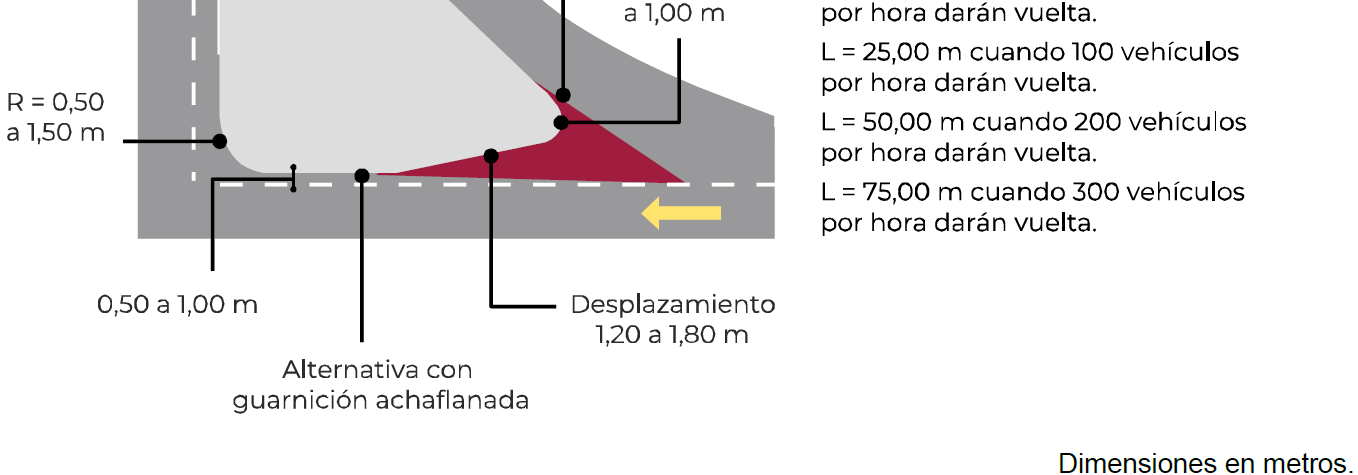 a 1,00 m
por hora darán vuelta.
L = 25,00 m cuando 100 vehículos
por hora darán vuelta.
L = 50,00 m cuando 200 vehículos
por hora darán vuelta.
L = 75,00 m cuando 300 vehículos
por hora darán vuelta.
R = 0,50
a 1,50 m
0,50 a 1,00 m
Desplazamiento
1,20 a 1,80 m
Alternativa con
guarnición achaflanada
Dimensiones en metros.